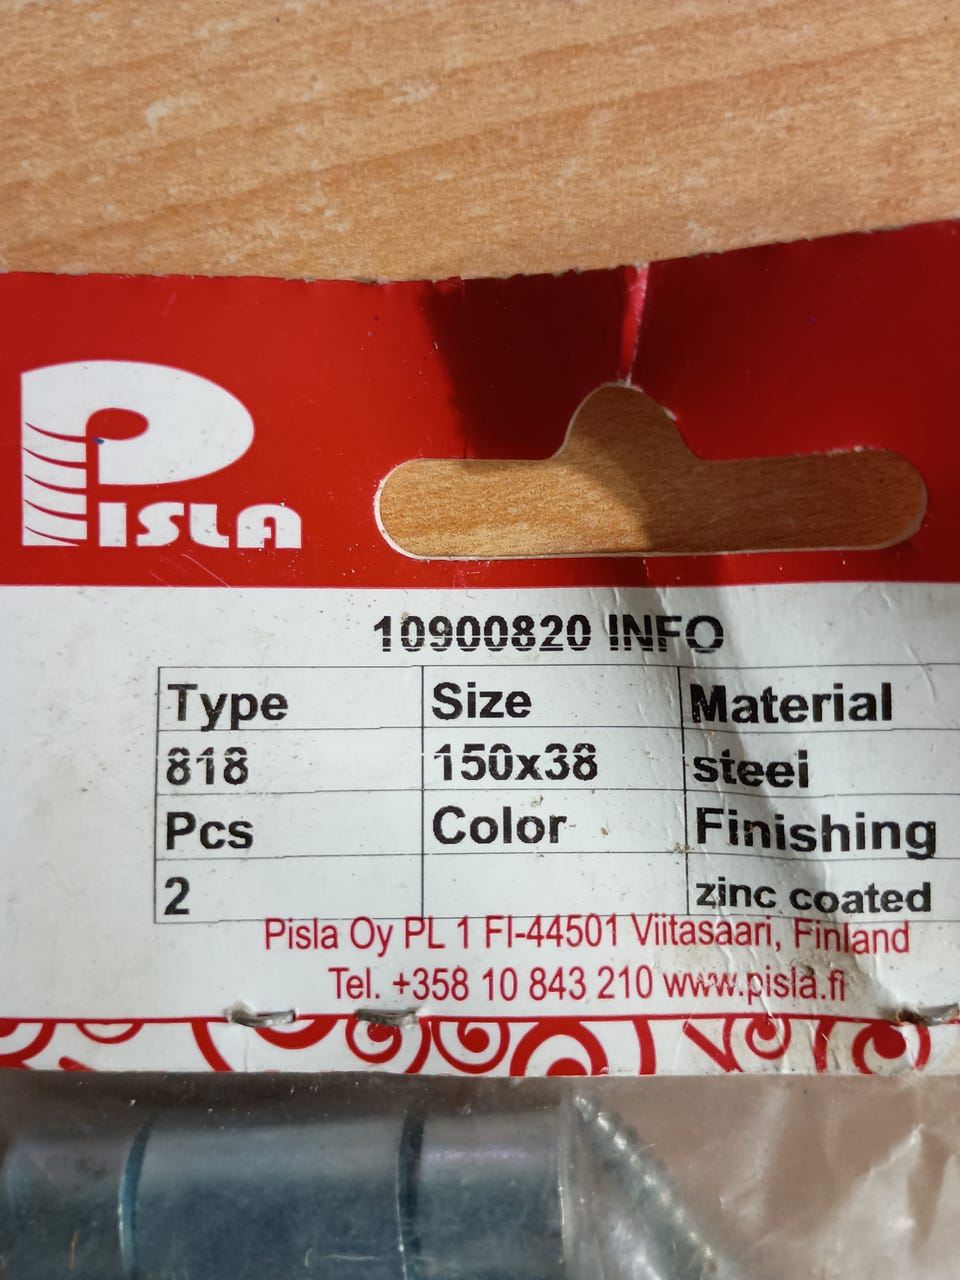 PISLA
10900820 INFO
Type Size Material
818 150x38 steel
Pcs Color Finishing
2 zinc coated
Pisla Oy PL 1 FI-44501 Viitasaari, Finland
Tel. +358 10 843 210 www.pisla.fi